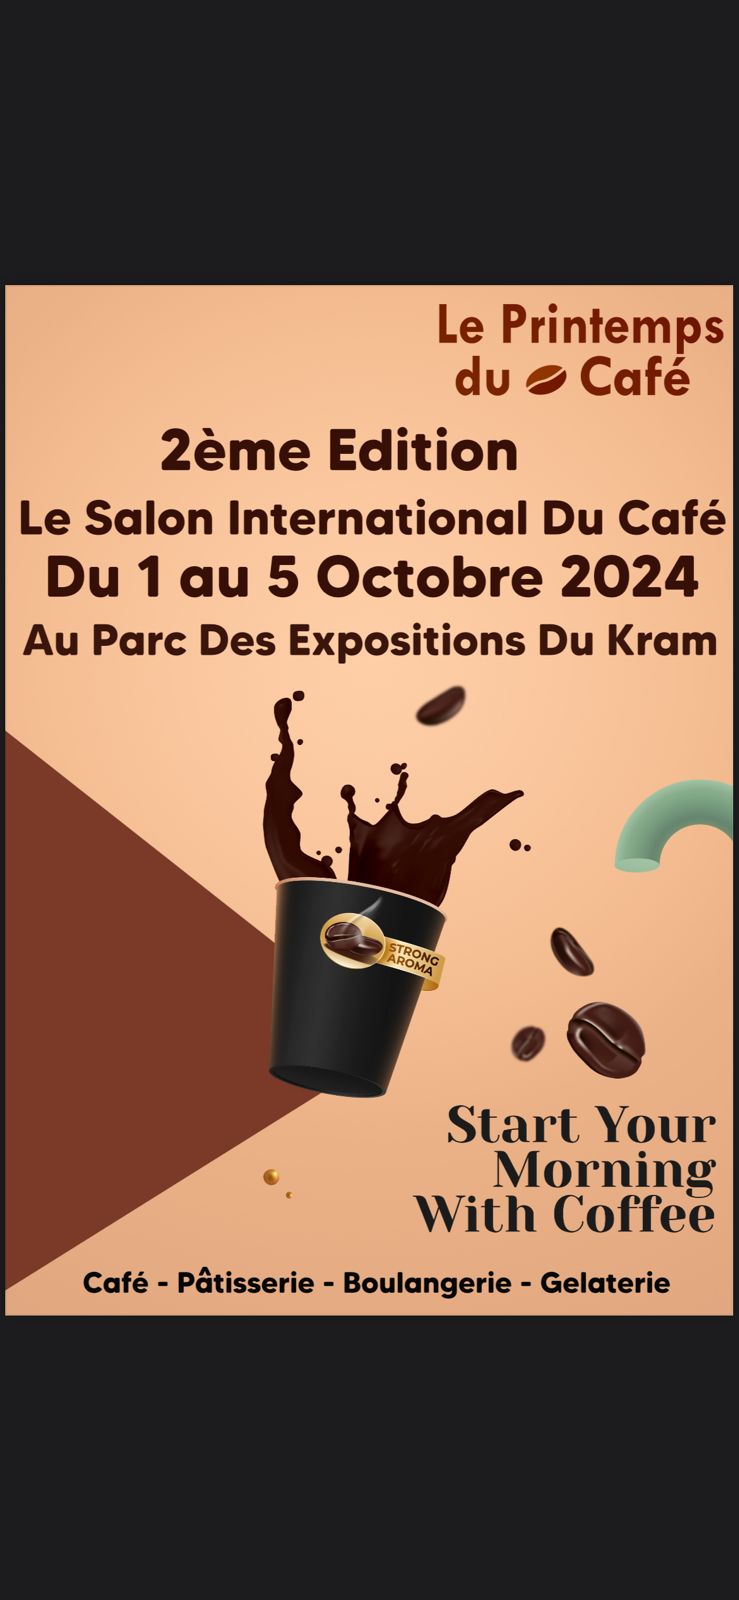 Le Printemps
du Café
2ème Edition
Le Salon International Du Café
Du 1 au 5 Octobre 2024
Au Parc Des Expositions Du Kram
STRONG
AROMA
Start Your
Morning
With Coffee
Café - Pâtisserie - Boulangerie - Gelaterie